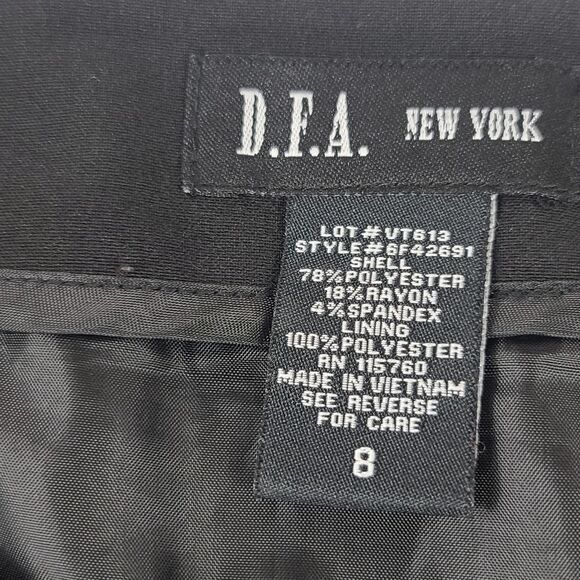 D.F.A. NEW YORK
LOT# VT613
STYLE#6F42691
SHELL
78%POLYESTER
18%RAYON
4%SPANDEX
LINING
100%POLYESTER
RN 115760
MADE IN VIETNAM
SEE REVERSE
FOR CARE
8